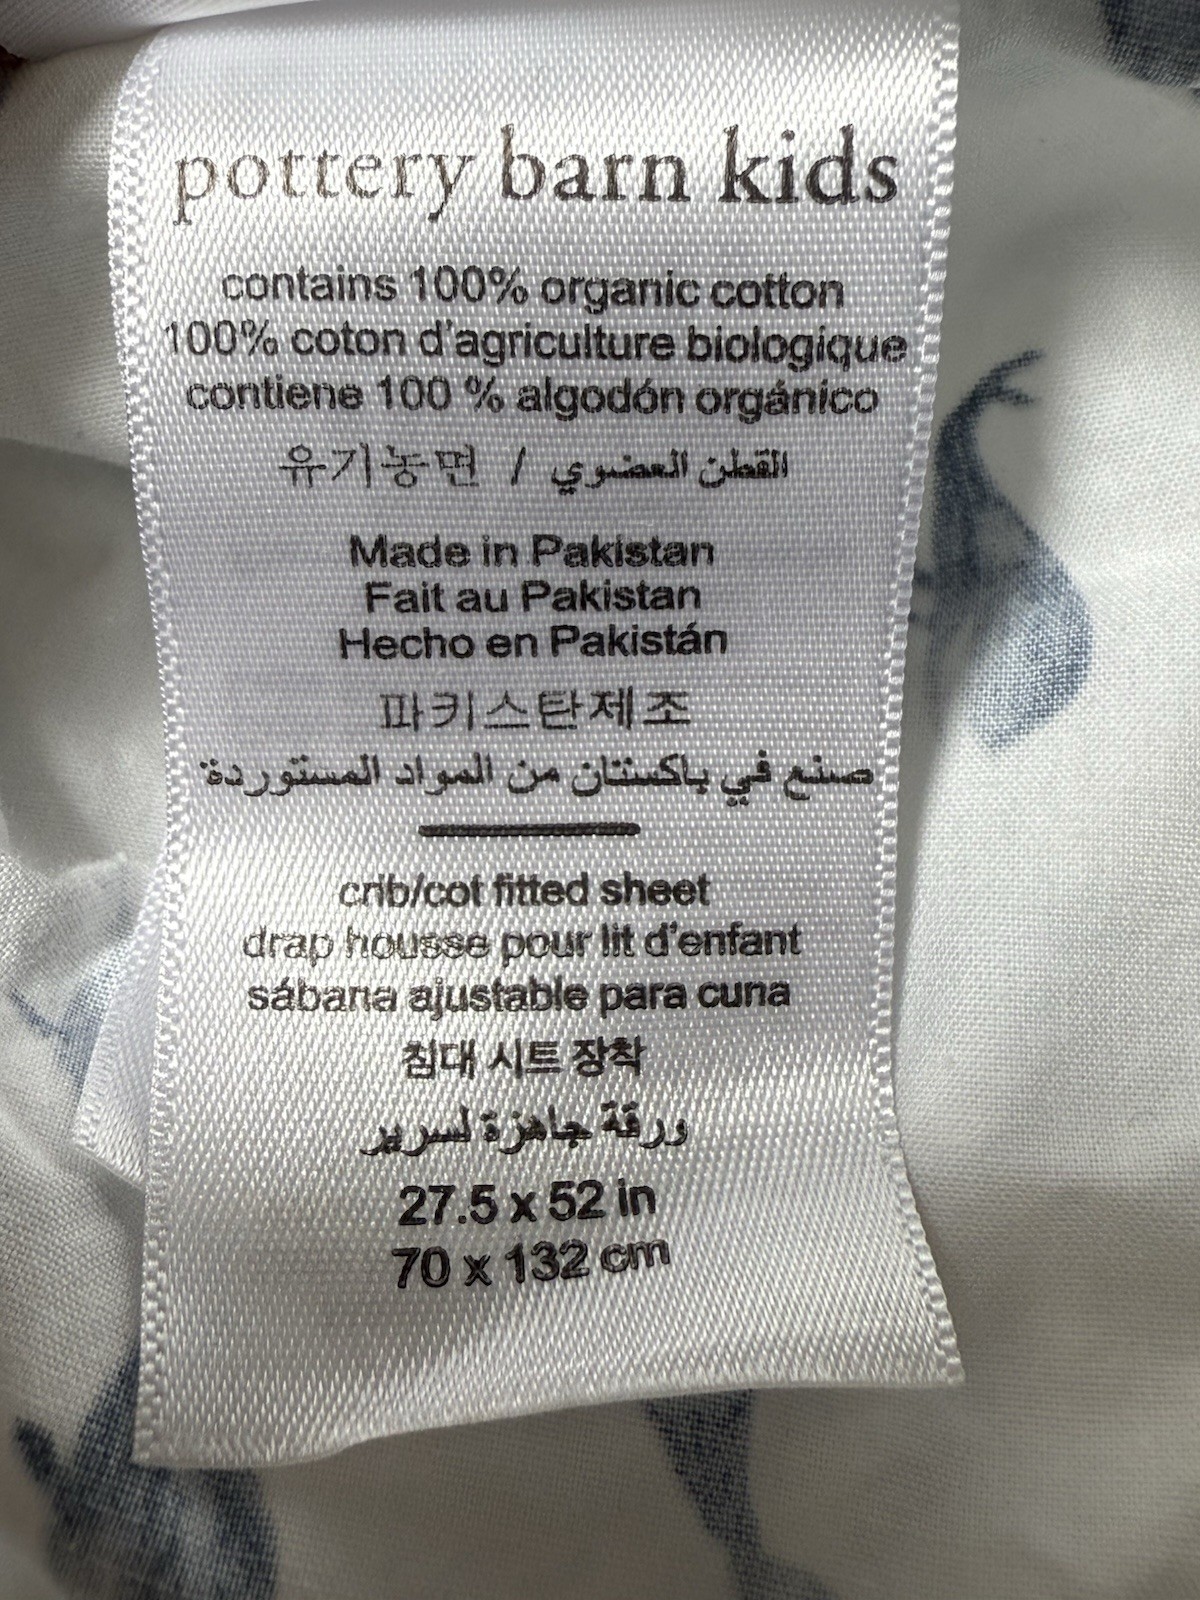 pottery barn kids
contains 100% organic cotton
100% coton d'agriculture biologique
contiene 100 % algodón orgánico
유기농면 / القطن العضوي
Made in Pakistan
Fait au Pakistan
Hecho en Pakistán
파키스탄제조
صنع في باكستان من المواد المستوردة
crib/cot fitted sheet
drap housse pour lit d'enfant
sábana ajustable para cuna
침대 시트 장착
ورقة جاهزة لسرير
27.5 x 52 in
70 x 132 cm